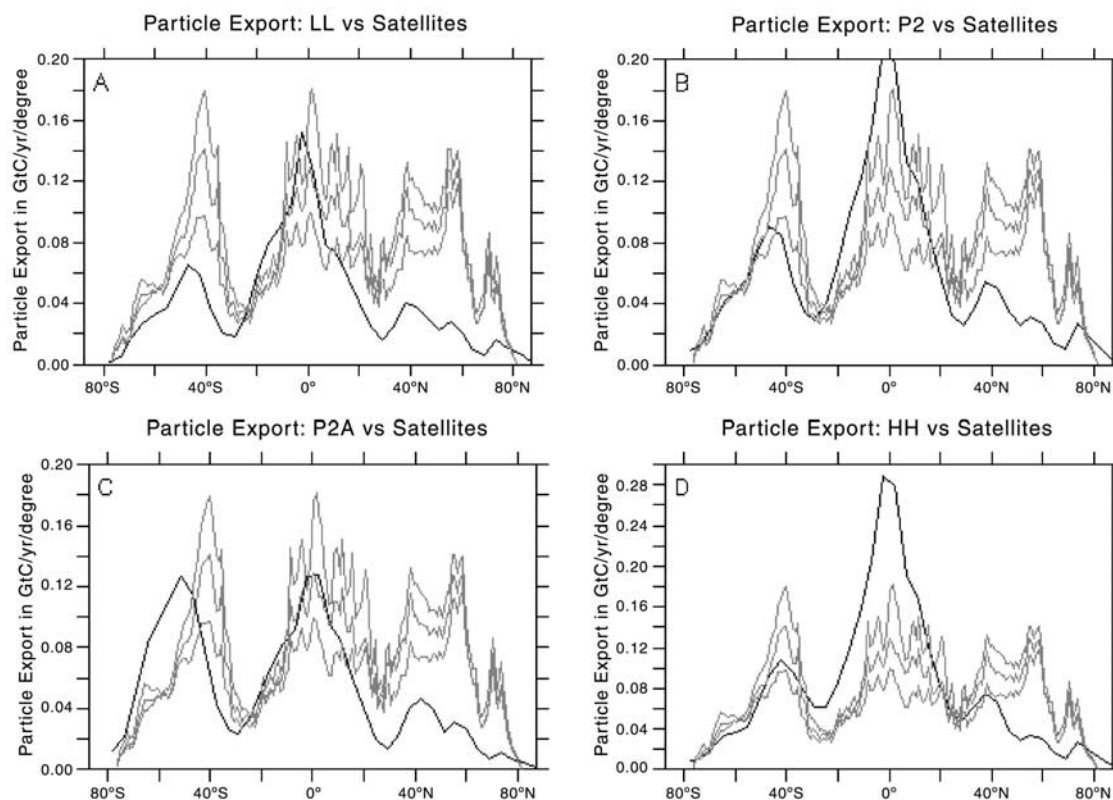 Particle Export: LL vs Satellites
A
Particle Export in GtC/yr/degree
0.20
0.16
0.12
0.08
0.04
0.00
80°S 40°S 0° 40°N 80°N
Particle Export: P2 vs Satellites
B
Particle Export in GtC/yr/degree
0.20
0.16
0.12
0.08
0.04
0.00
80°S 40°S 0° 40°N 80°N
Particle Export: P2A vs Satellites
C
Particle Export in GtC/yr/degree
0.20
0.16
0.12
0.08
0.04
0.00
80°S 40°S 0° 40°N 80°N
Particle Export: HH vs Satellites
D
Particle Export in GtC/yr/degree
0.28
0.24
0.20
0.16
0.12
0.08
0.04
0.00
80°S 40°S 0° 40°N 80°N